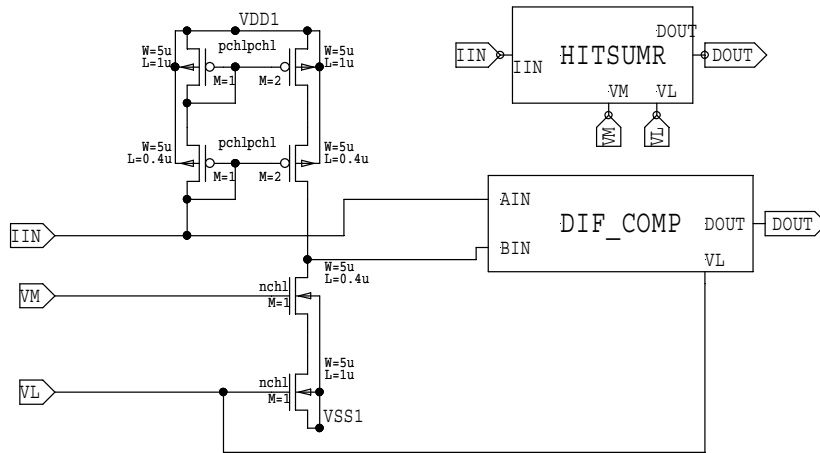 VDD1
W=5u
L=1u
pchlpchl
M=1
M=2
W=5u
L=1u
W=5u
L=0.4u
pchlpchl
M=1
M=2
W=5u
L=0.4u
IIN
VM
VL
W=5u
L=0.4u
nchl
M=1
W=5u
L=1u
nchl
M=1
VSS1
IIN
IIN
HITSUMR
DOUT
DOUT
VM
VL
VM
VL
AIN
BIN
DIF_COMP
DOUT
VL
DOUT